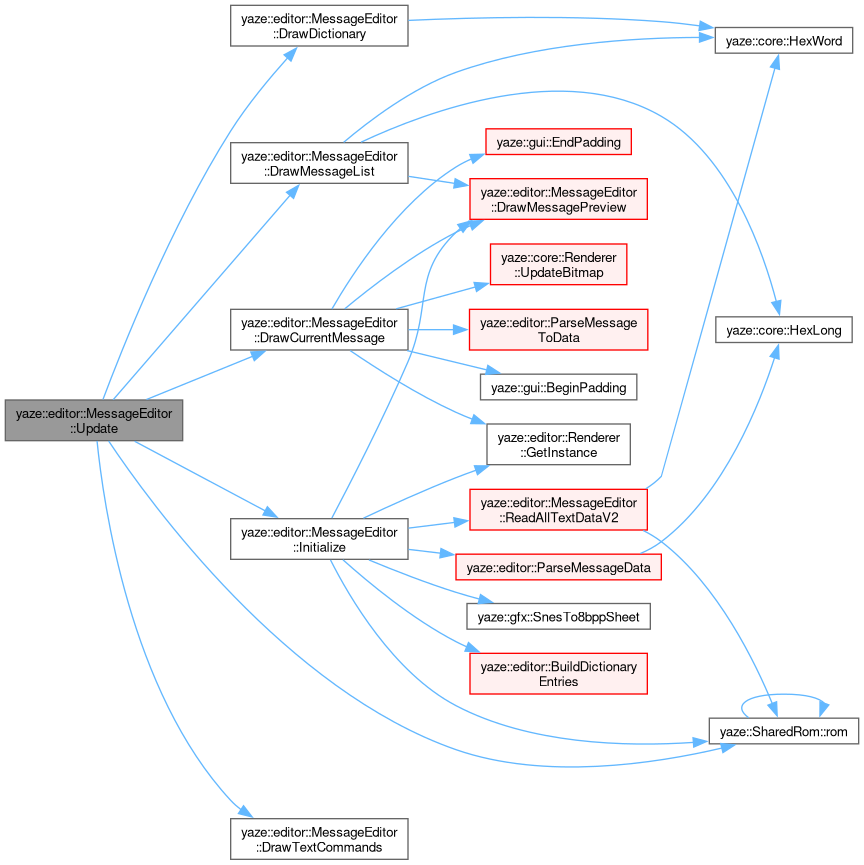 yaze::editor::MessageEditor
::DrawDictionary
yaze::core::HexWord
yaze::gui::EndPadding
yaze::editor::MessageEditor
::DrawMessageList
yaze::editor::MessageEditor
::DrawMessagePreview
yaze::core::Renderer
::UpdateBitmap
yaze::editor::MessageEditor
::DrawCurrentMessage
yaze::editor::ParseMessage
ToData
yaze::core::HexLong
yaze::gui::BeginPadding
yaze::editor::MessageEditor
::Update
yaze::editor::Renderer
::GetInstance
yaze::editor::MessageEditor
::ReadAllTextDataV2
yaze::editor::MessageEditor
::Initialize
yaze::editor::ParseMessageData
yaze::gfx::SnesTo8bppSheet
yaze::editor::BuildDictionary
Entries
yaze::SharedRom::rom
yaze::editor::MessageEditor
::DrawTextCommands